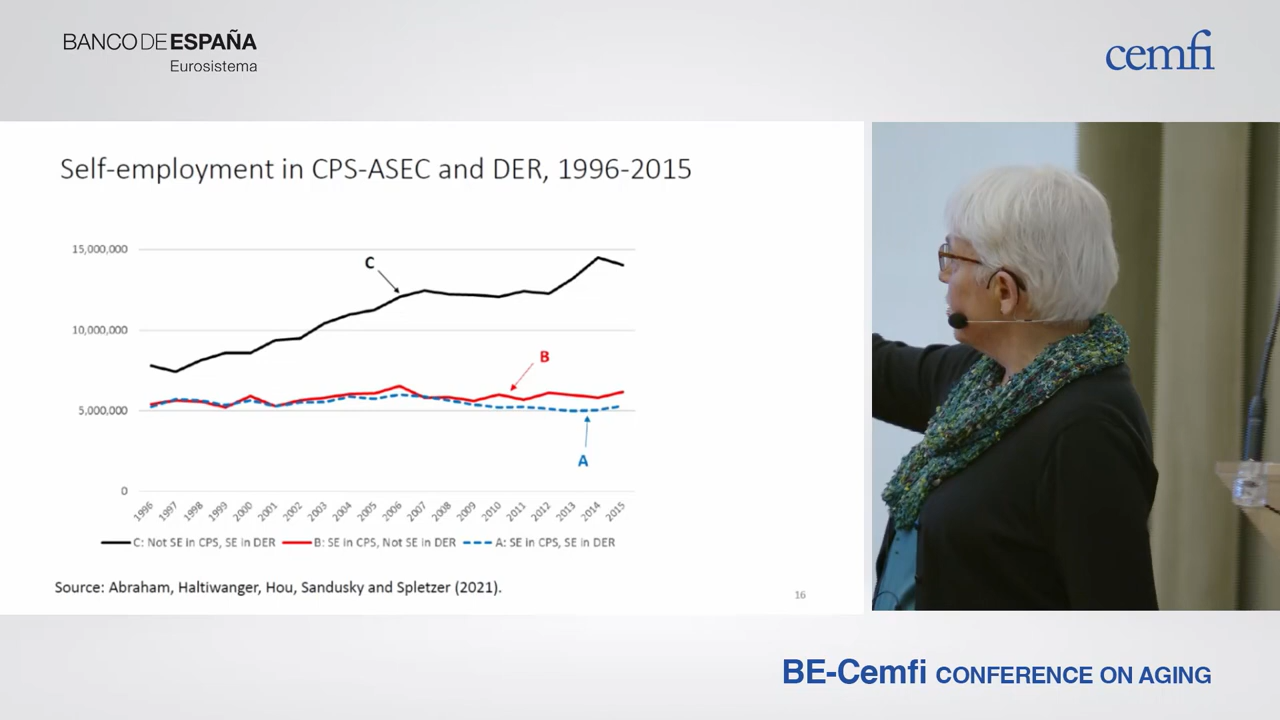 BANCO DE ESPAÑA
Eurosistema
cemfi
Self-employment in CPS-ASEC and DER, 1996-2015
15,000,000
10,000,000
5,000,000
0
C
B
A
1996 1997 1998 1999 2000 2001 2002 2003 2004 2005 2006 2007 2008 2009 2010 2011 2012 2013 2014 2015
C: Not SE in CPS, SE in DER B: SE in CPS, Not SE in DER A: SE in CPS, SE in DER
Source: Abraham, Haltiwanger, Hou, Sandusky and Spletzer (2021).
16
BE-Cemfi CONFERENCE ON AGING